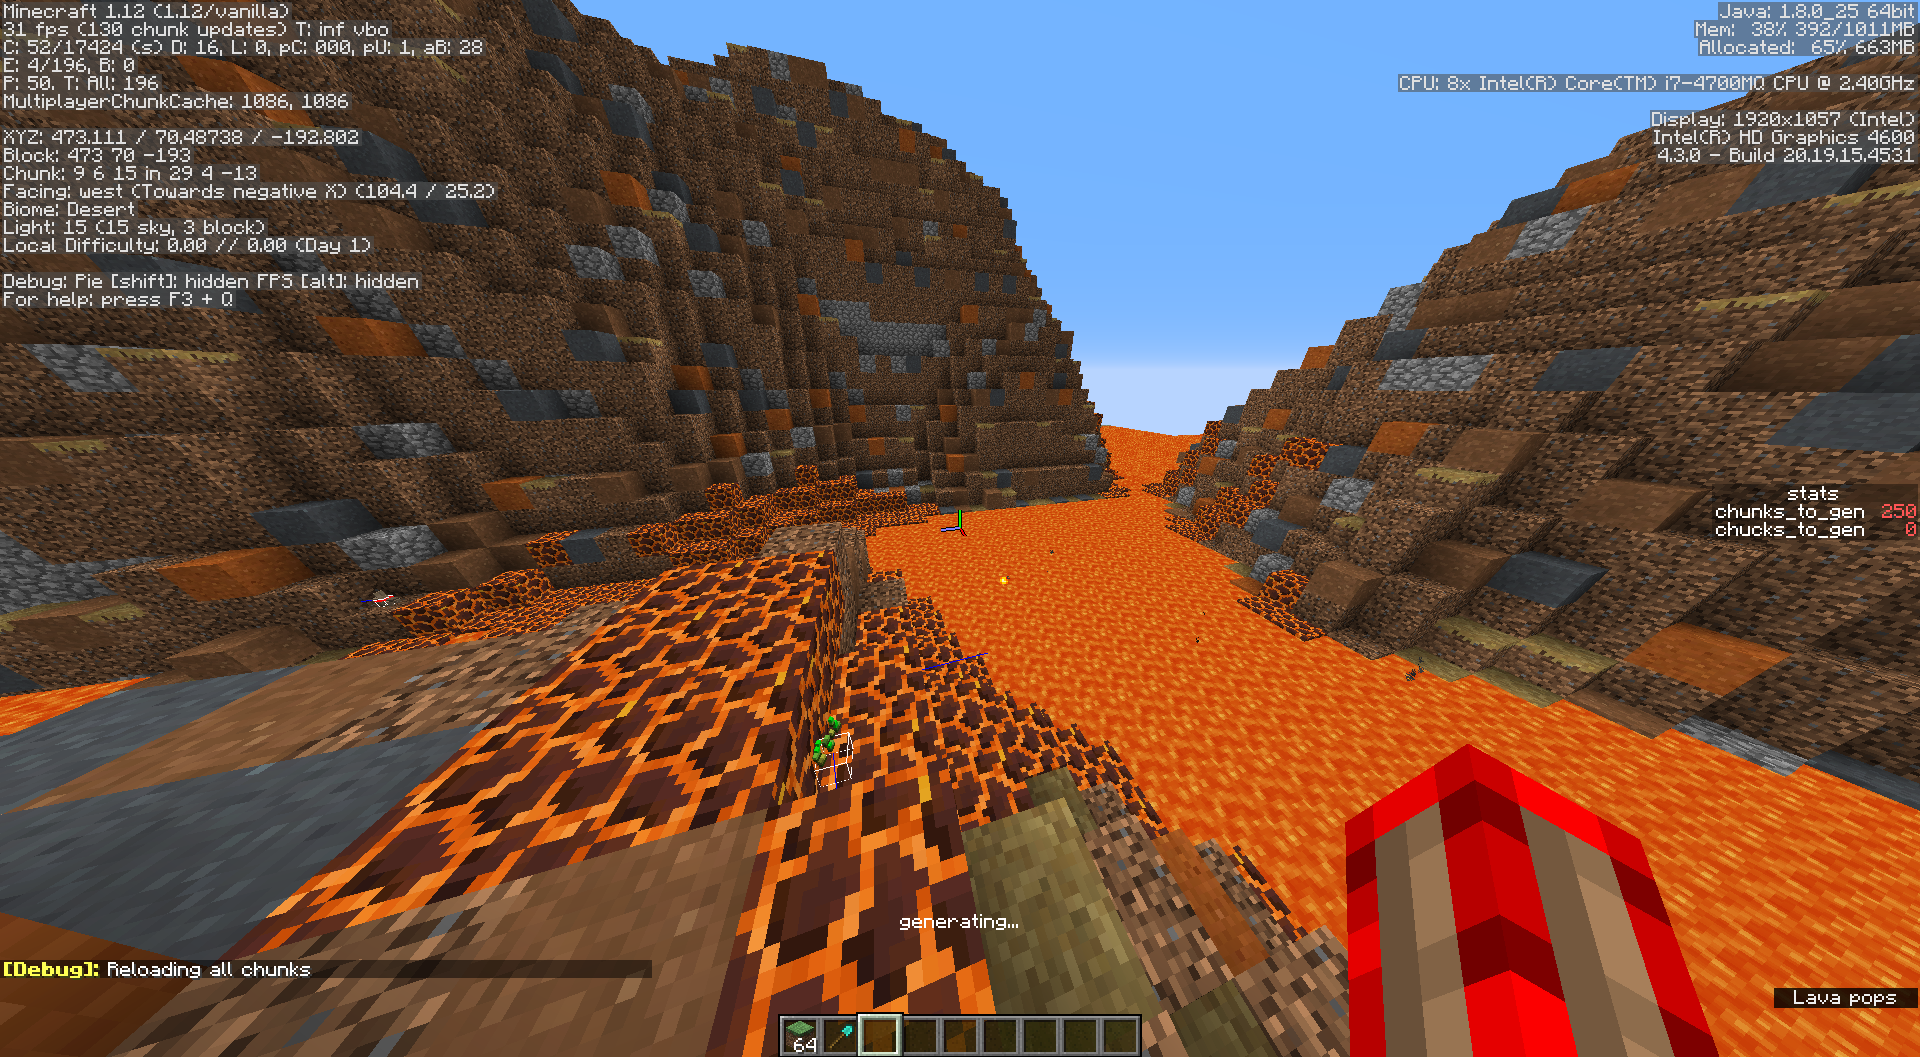 Minecraft 1.12 (1.12/vanilla)
31 fps (130 chunk updates) T: inf vbo
C: 52/17424 (s) D: 16, L: 0, pC: 000, pU: 1, aB: 28
E: 4/196, B: 0
P: 50. T: All: 196
MultiplayerChunkCache: 1086, 1086
XYZ: 473.111 / 70.48738 / -192.802
Block: 473 70 -193
Chunk: 9 6 15 in 29 4 -13
Facing: west (Towards negative X) (104.4 / 25.2)
Biome: Desert
Light: 15 (15 sky, 3 block)
Local Difficulty: 0.00 // 0.00 (Day 1)
Debug: Pie [shift]: hidden FPS [alt]: hidden
For help: press F3 + Q
Java: 1.8.0_25 64bit
Mem: 38% 392/1011MB
Allocated: 65% 663MB
CPU: 8x Intel(R) Core(TM) i7-4700MQ CPU @ 2.40GHz
Display: 1920x1057 (Intel)
Intel(R) HD Graphics 4600
4.3.0 - Build 20.19.15.4531
stats
chunks_to_gen 250
chucks_to_gen 0
generating...
[Debug]: Reloading all chunks
Lava pops
64